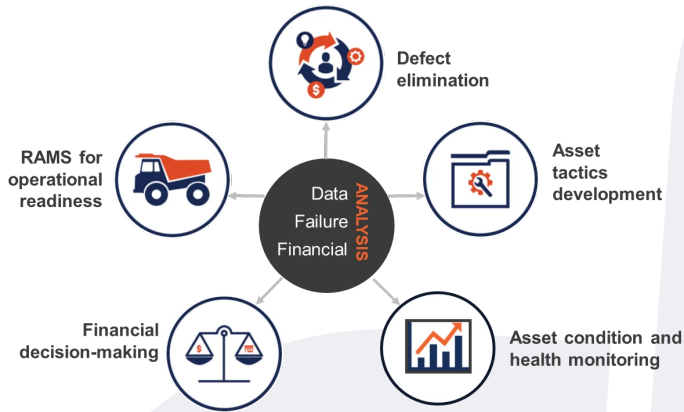 Defect
elimination
RAMS for
operational
readiness
Asset
tactics
development
Data
Failure
Financial
ANALYSIS
Financial
decision-making
Asset condition and
health monitoring
$
$